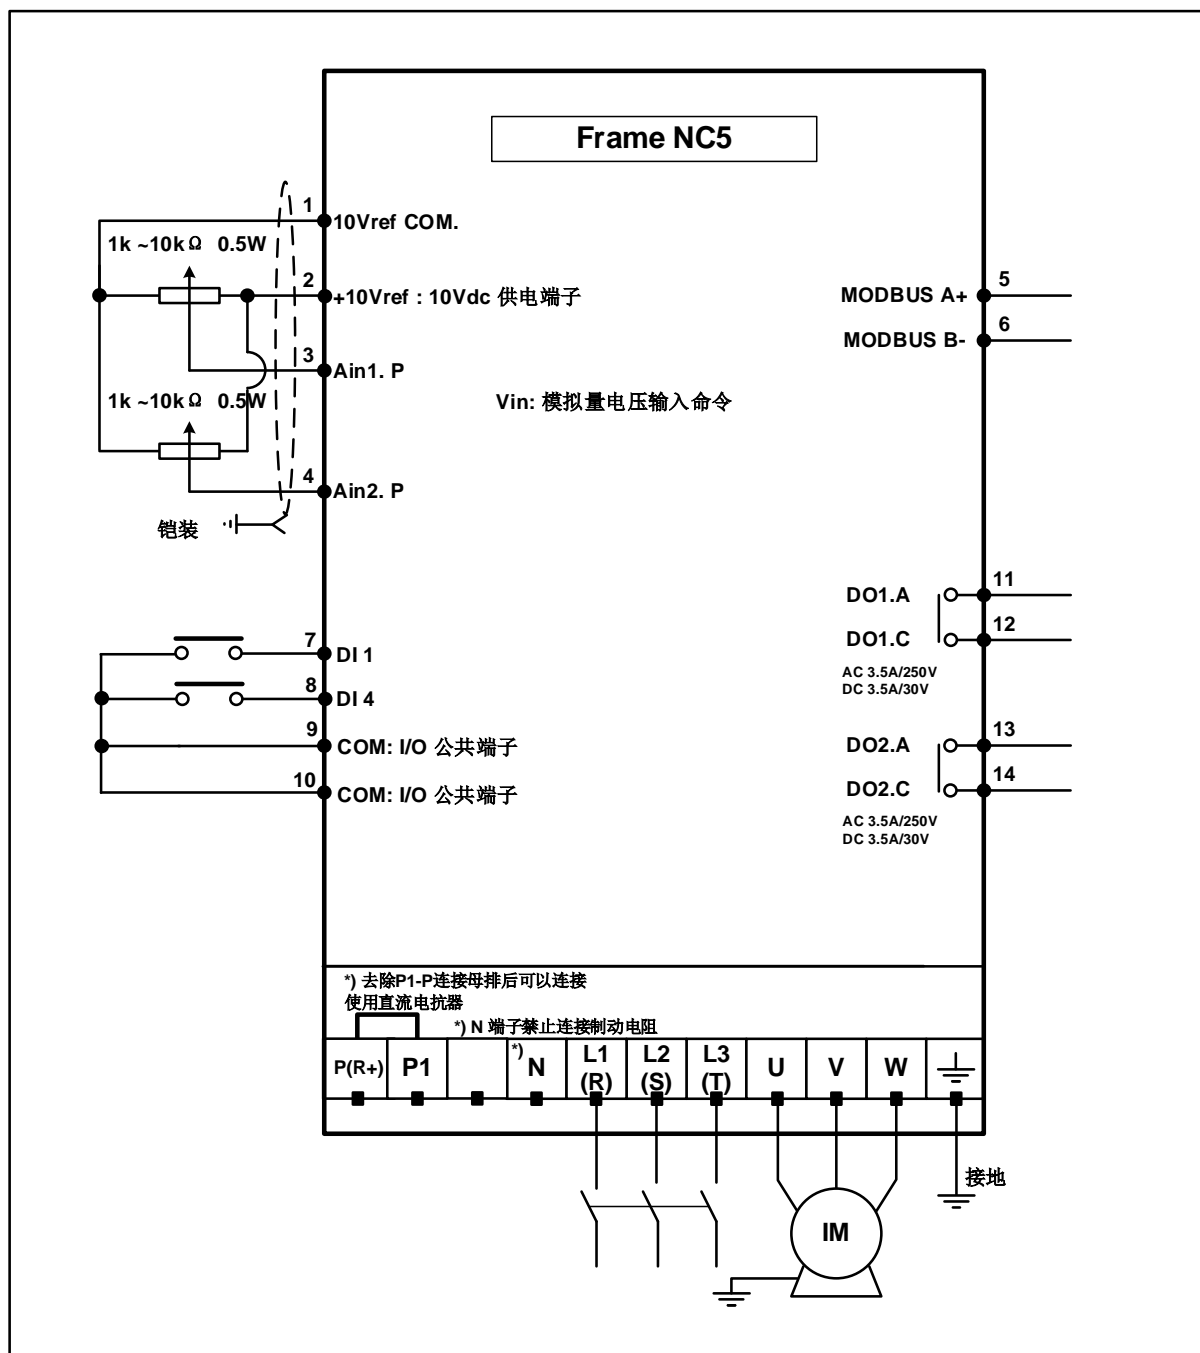 Frame NC5
1
10Vref COM.
1k ~10kΩ 0.5W
2
+10Vref : 10Vdc 供电端子
3
Ain1. P
1k ~10kΩ 0.5W
4
Ain2. P
铠装
Vin: 模拟量电压输入命令
MODBUS A+
5
MODBUS B-
6
7
DI 1
8
DI 4
9
COM: I/O 公共端子
10
COM: I/O 公共端子
DO1.A
11
DO1.C
12
AC 3.5A/250V
DC 3.5A/30V
DO2.A
13
DO2.C
14
AC 3.5A/250V
DC 3.5A/30V
*) 去除P1-P连接母排后可以连接
使用直流电抗器
*) N 端子禁止连接制动电阻
P(R+)
P1
*)
N
L1
(R)
L2
(S)
L3
(T)
U
V
W
接地
IM